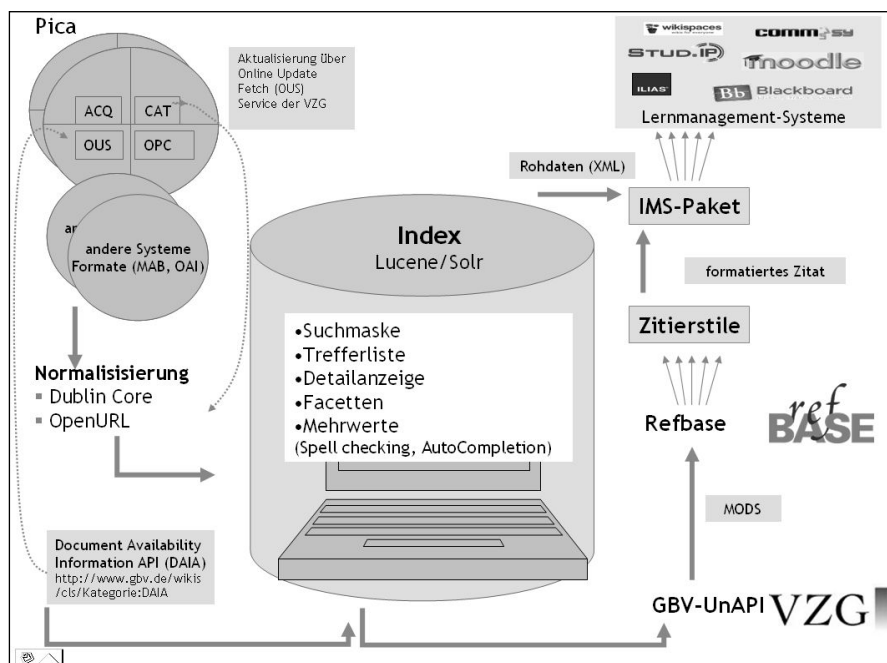 Pica
ACQ
CAT
OUS
OPC
Aktualisierung über
Online Update
Fetch (OUS)
Service der VZG
andere Systeme
Formate (MAB, OAI)
Normalisisierung
Dublin Core
OpenURL
Document Availability
Information API (DAIA)
http://www.gbv.de/wikis
/cls/Kategorie:DAIA
Index
Lucene/Solr
•Suchmaske
•Trefferliste
•Detailanzeige
•Facetten
•Mehrwerte
(Spell checking, AutoCompletion)
wikispaces
STUD.IP
moodle
ILIAS
Bb Blackboard
Lernmanagement-Systeme
Rohdaten (XML)
IMS-Paket
formatiertes Zitat
Zitierstile
Refbase
ref
BASE
MODS
GBV-UnAPI
VZG